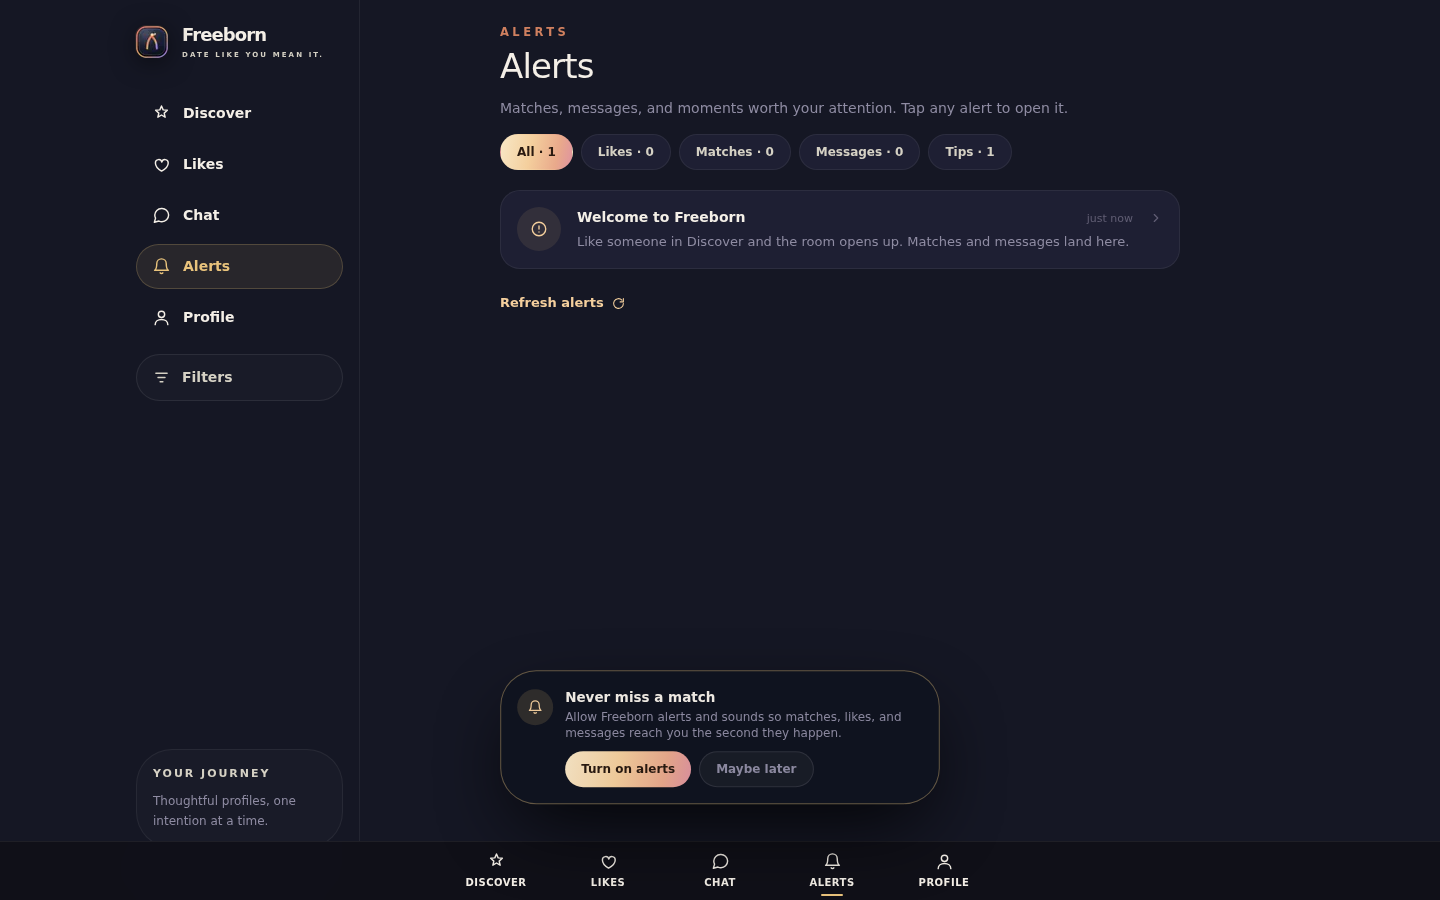 Freeborn
DATE LIKE YOU MEAN IT.
Discover
Likes
Chat
Alerts
Profile
Filters
YOUR JOURNEY
Thoughtful profiles, one
intention at a time.
ALERTS
Alerts
Matches, messages, and moments worth your attention. Tap any alert to open it.
All · 1
Likes · 0
Matches · 0
Messages · 0
Tips · 1
Welcome to Freeborn
just now
Like someone in Discover and the room opens up. Matches and messages land here.
Refresh alerts
Never miss a match
Allow Freeborn alerts and sounds so matches, likes, and
messages reach you the second they happen.
Turn on alerts
Maybe later
DISCOVER
LIKES
CHAT
ALERTS
PROFILE